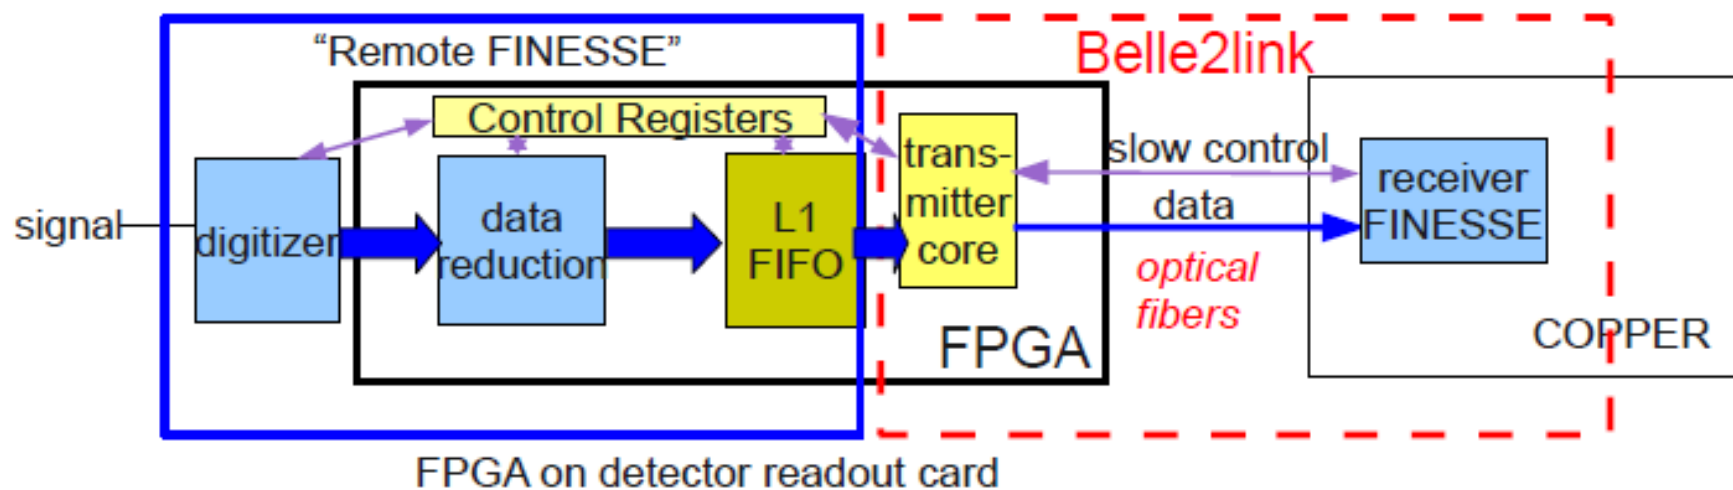 “Remote FINESSE”
Belle2link
Control Registers
trans-
mitter
core
slow control
receiver
FINESSE
signal
digitizer
data
reduction
L1
FIFO
data
optical
fibers
FPGA
COPPER
FPGA on detector readout card